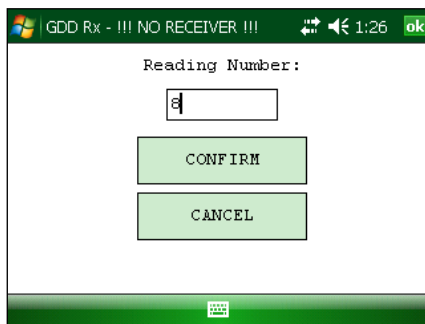 GDD Rx - !!! NO RECEIVER !!! 1:26 ok
Reading Number:
8
CONFIRM
CANCEL